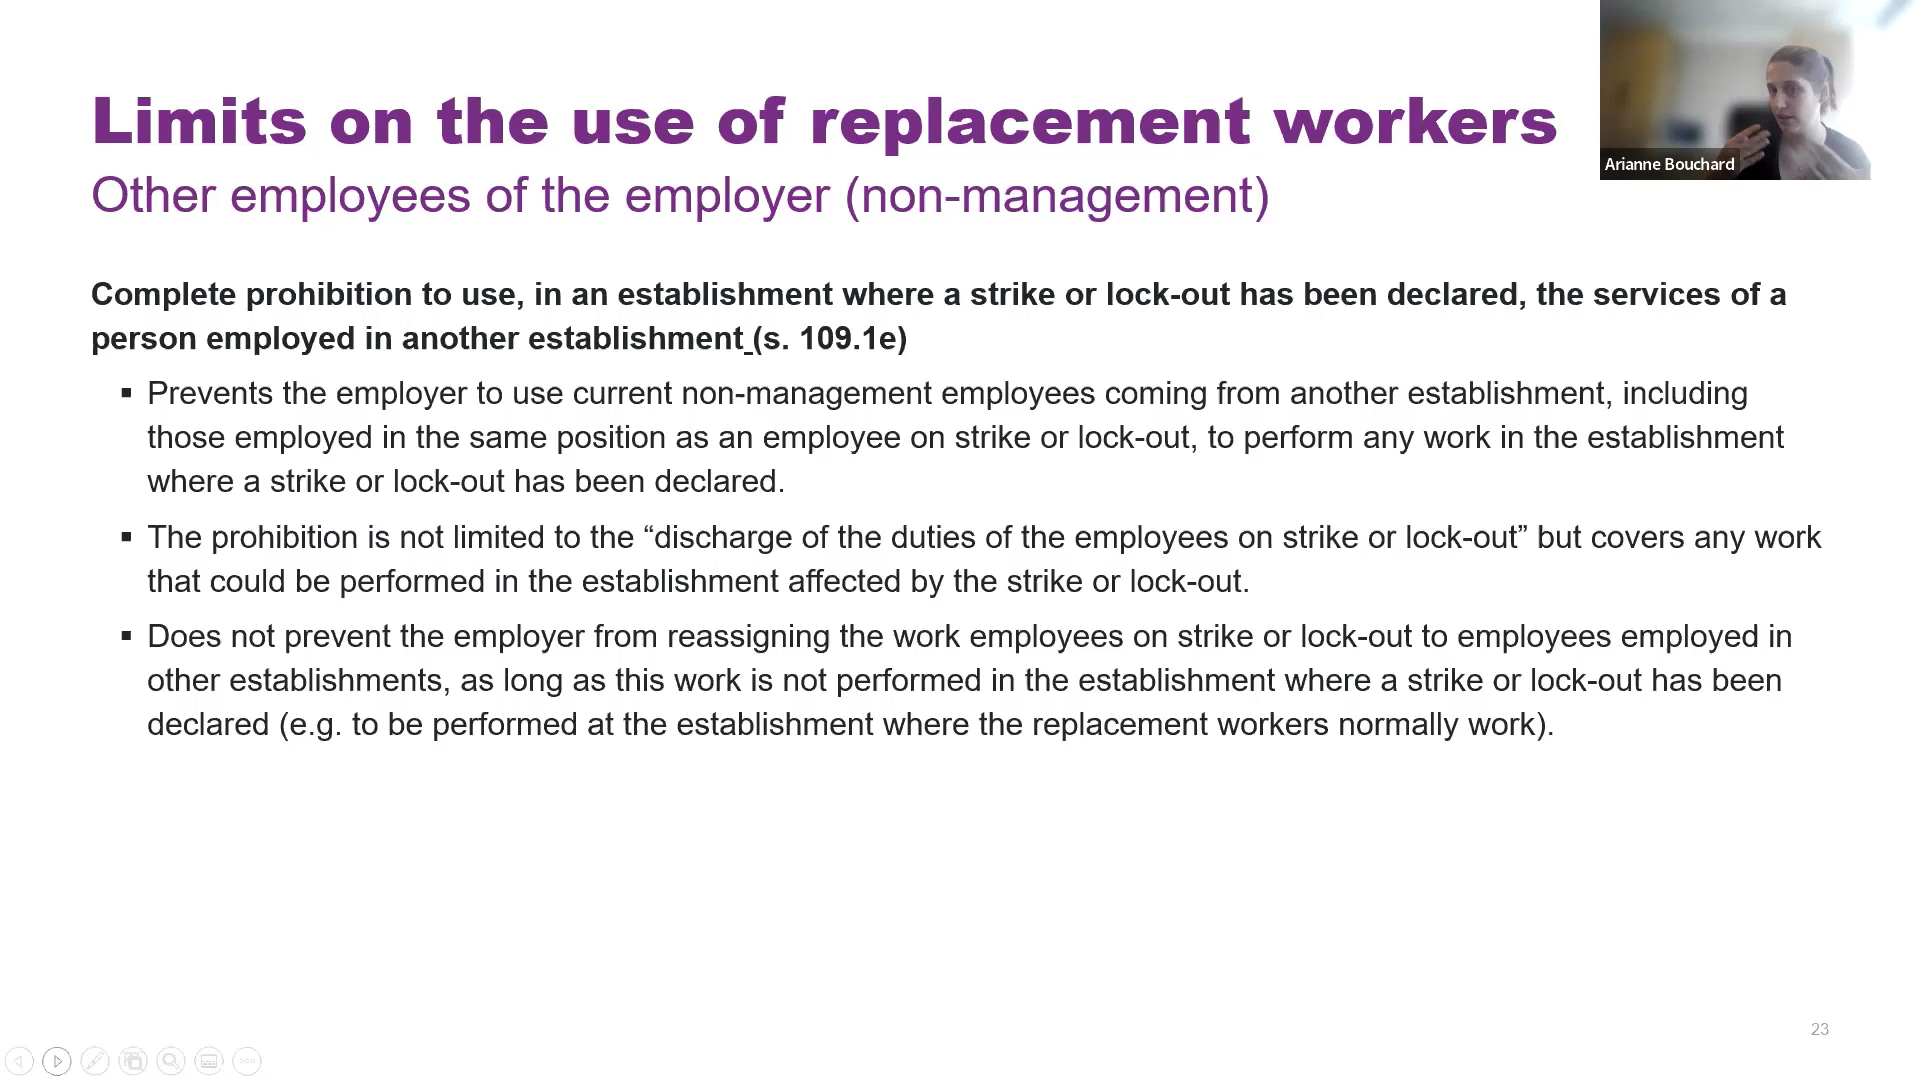 Limits on the use of replacement workers
Other employees of the employer (non-management)
Arianne Bouchard
Complete prohibition to use, in an establishment where a strike or lock-out has been declared, the services of a
person employed in another establishment (s. 109.1e)
▪ Prevents the employer to use current non-management employees coming from another establishment, including
those employed in the same position as an employee on strike or lock-out, to perform any work in the establishment
where a strike or lock-out has been declared.
▪ The prohibition is not limited to the “discharge of the duties of the employees on strike or lock-out” but covers any work
that could be performed in the establishment affected by the strike or lock-out.
▪ Does not prevent the employer from reassigning the work employees on strike or lock-out to employees employed in
other establishments, as long as this work is not performed in the establishment where a strike or lock-out has been
declared (e.g. to be performed at the establishment where the replacement workers normally work).
23